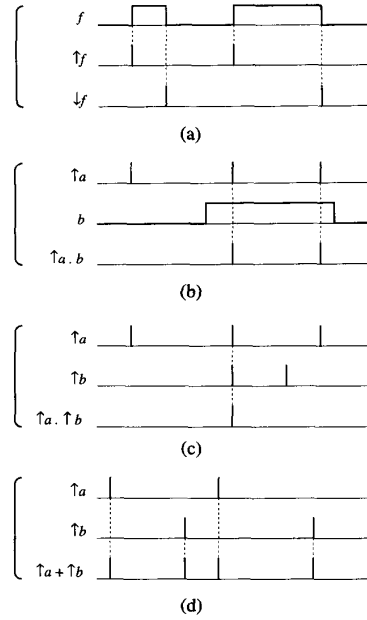 f
↑f
↓f
(a)
↑a
b
↑a . b
(b)
↑a
↑b
↑a . ↑b
(c)
↑a
↑b
↑a + ↑b
(d)